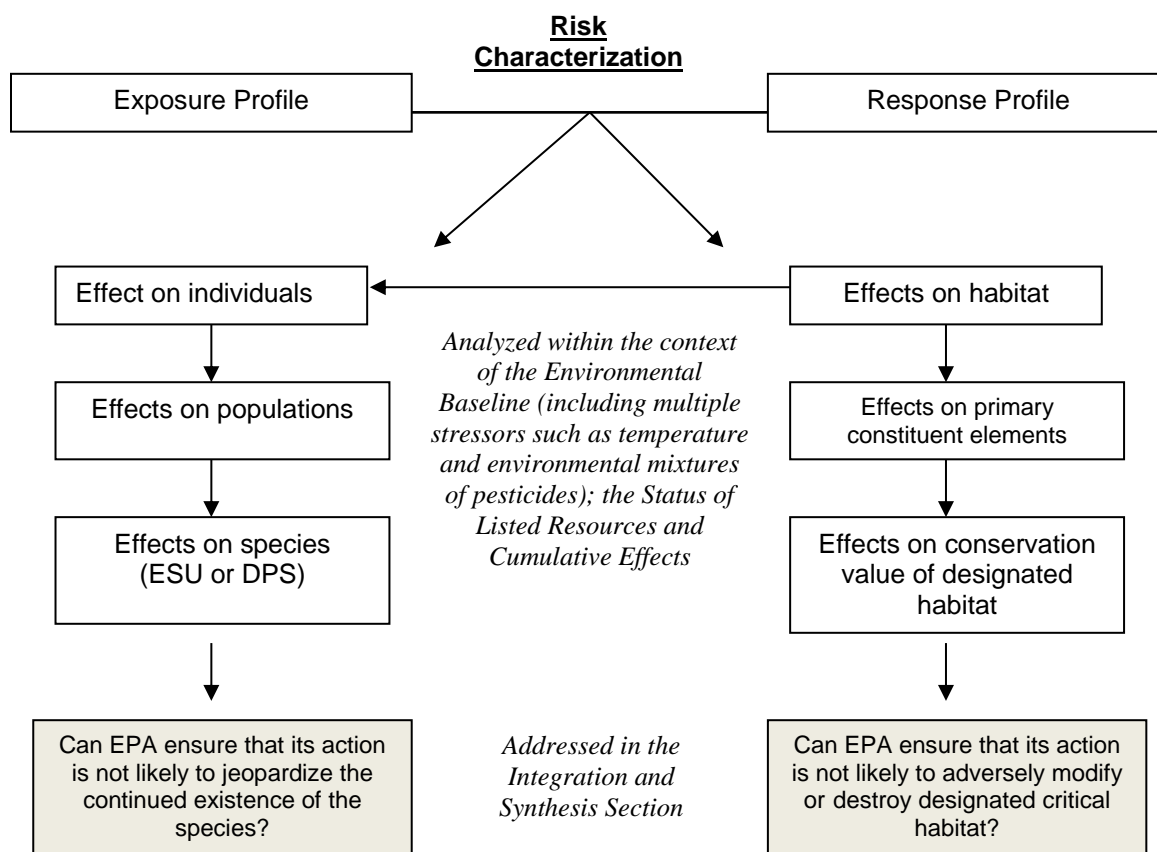 Risk
Characterization
Exposure Profile
Response Profile
Effect on individuals
Effects on habitat
Analyzed within the context
of the Environmental
Baseline (including multiple
stressors such as temperature
and environmental mixtures
of pesticides); the Status of
Listed Resources and
Cumulative Effects
Effects on populations
Effects on primary
constituent elements
Effects on species
(ESU or DPS)
Effects on conservation
value of designated
habitat
Can EPA ensure that its action
is not likely to jeopardize the
continued existence of the
species?
Addressed in the
Integration and
Synthesis Section
Can EPA ensure that its action
is not likely to adversely modify
or destroy designated critical
habitat?